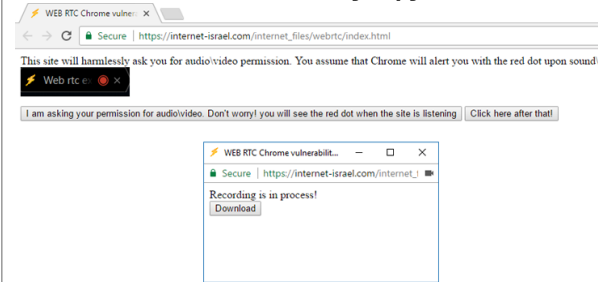 WEB RTC Chrome vulner
Secure | https://internet-israel.com/internet_files/webrtc/index.html
This site will harmlessly ask you for audio\video permission. You assume that Chrome will alert you with the red dot upon sound\
Web rtc e
I am asking your permission for audio\video. Don't worry! you will see the red dot when the site is listening Click here after that!
WEB RTC Chrome vulnerabilit...
Secure | https://internet-israel.com/internet_
Recording is in process!
Download